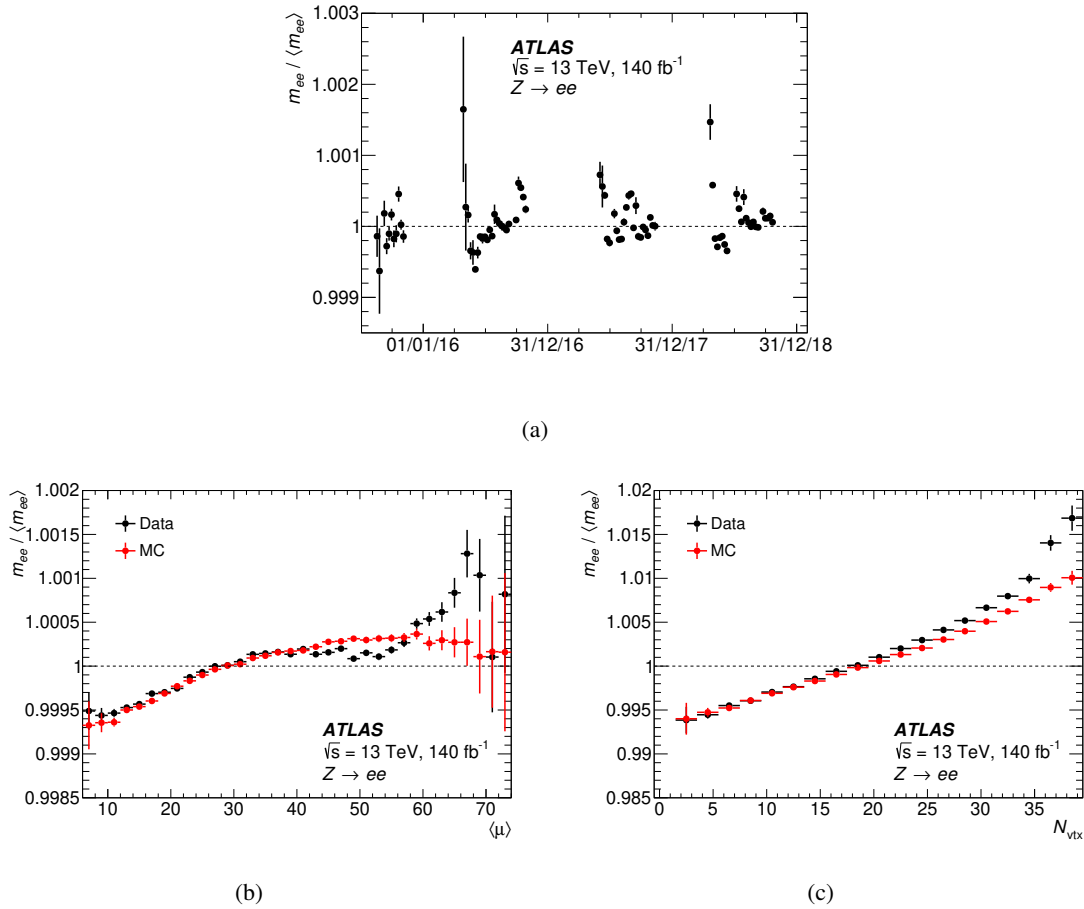 1.003
1.002
1.001
1
0.999
m_ee / ⟨m_ee⟩
ATLAS
√s = 13 TeV, 140 fb⁻¹
Z → ee
01/01/16 31/12/16 31/12/17 31/12/18
(a)
1.002
1.0015
1.001
1.0005
1
0.9995
0.999
0.9985
m_ee / ⟨m_ee⟩
Data
MC
ATLAS
√s = 13 TeV, 140 fb⁻¹
Z → ee
10 20 30 40 50 60 70
⟨μ⟩
(b)
1.02
1.015
1.01
1.005
1
0.995
0.99
0.985
m_ee / ⟨m_ee⟩
Data
MC
ATLAS
√s = 13 TeV, 140 fb⁻¹
Z → ee
0 5 10 15 20 25 30 35
N_vtx
(c)